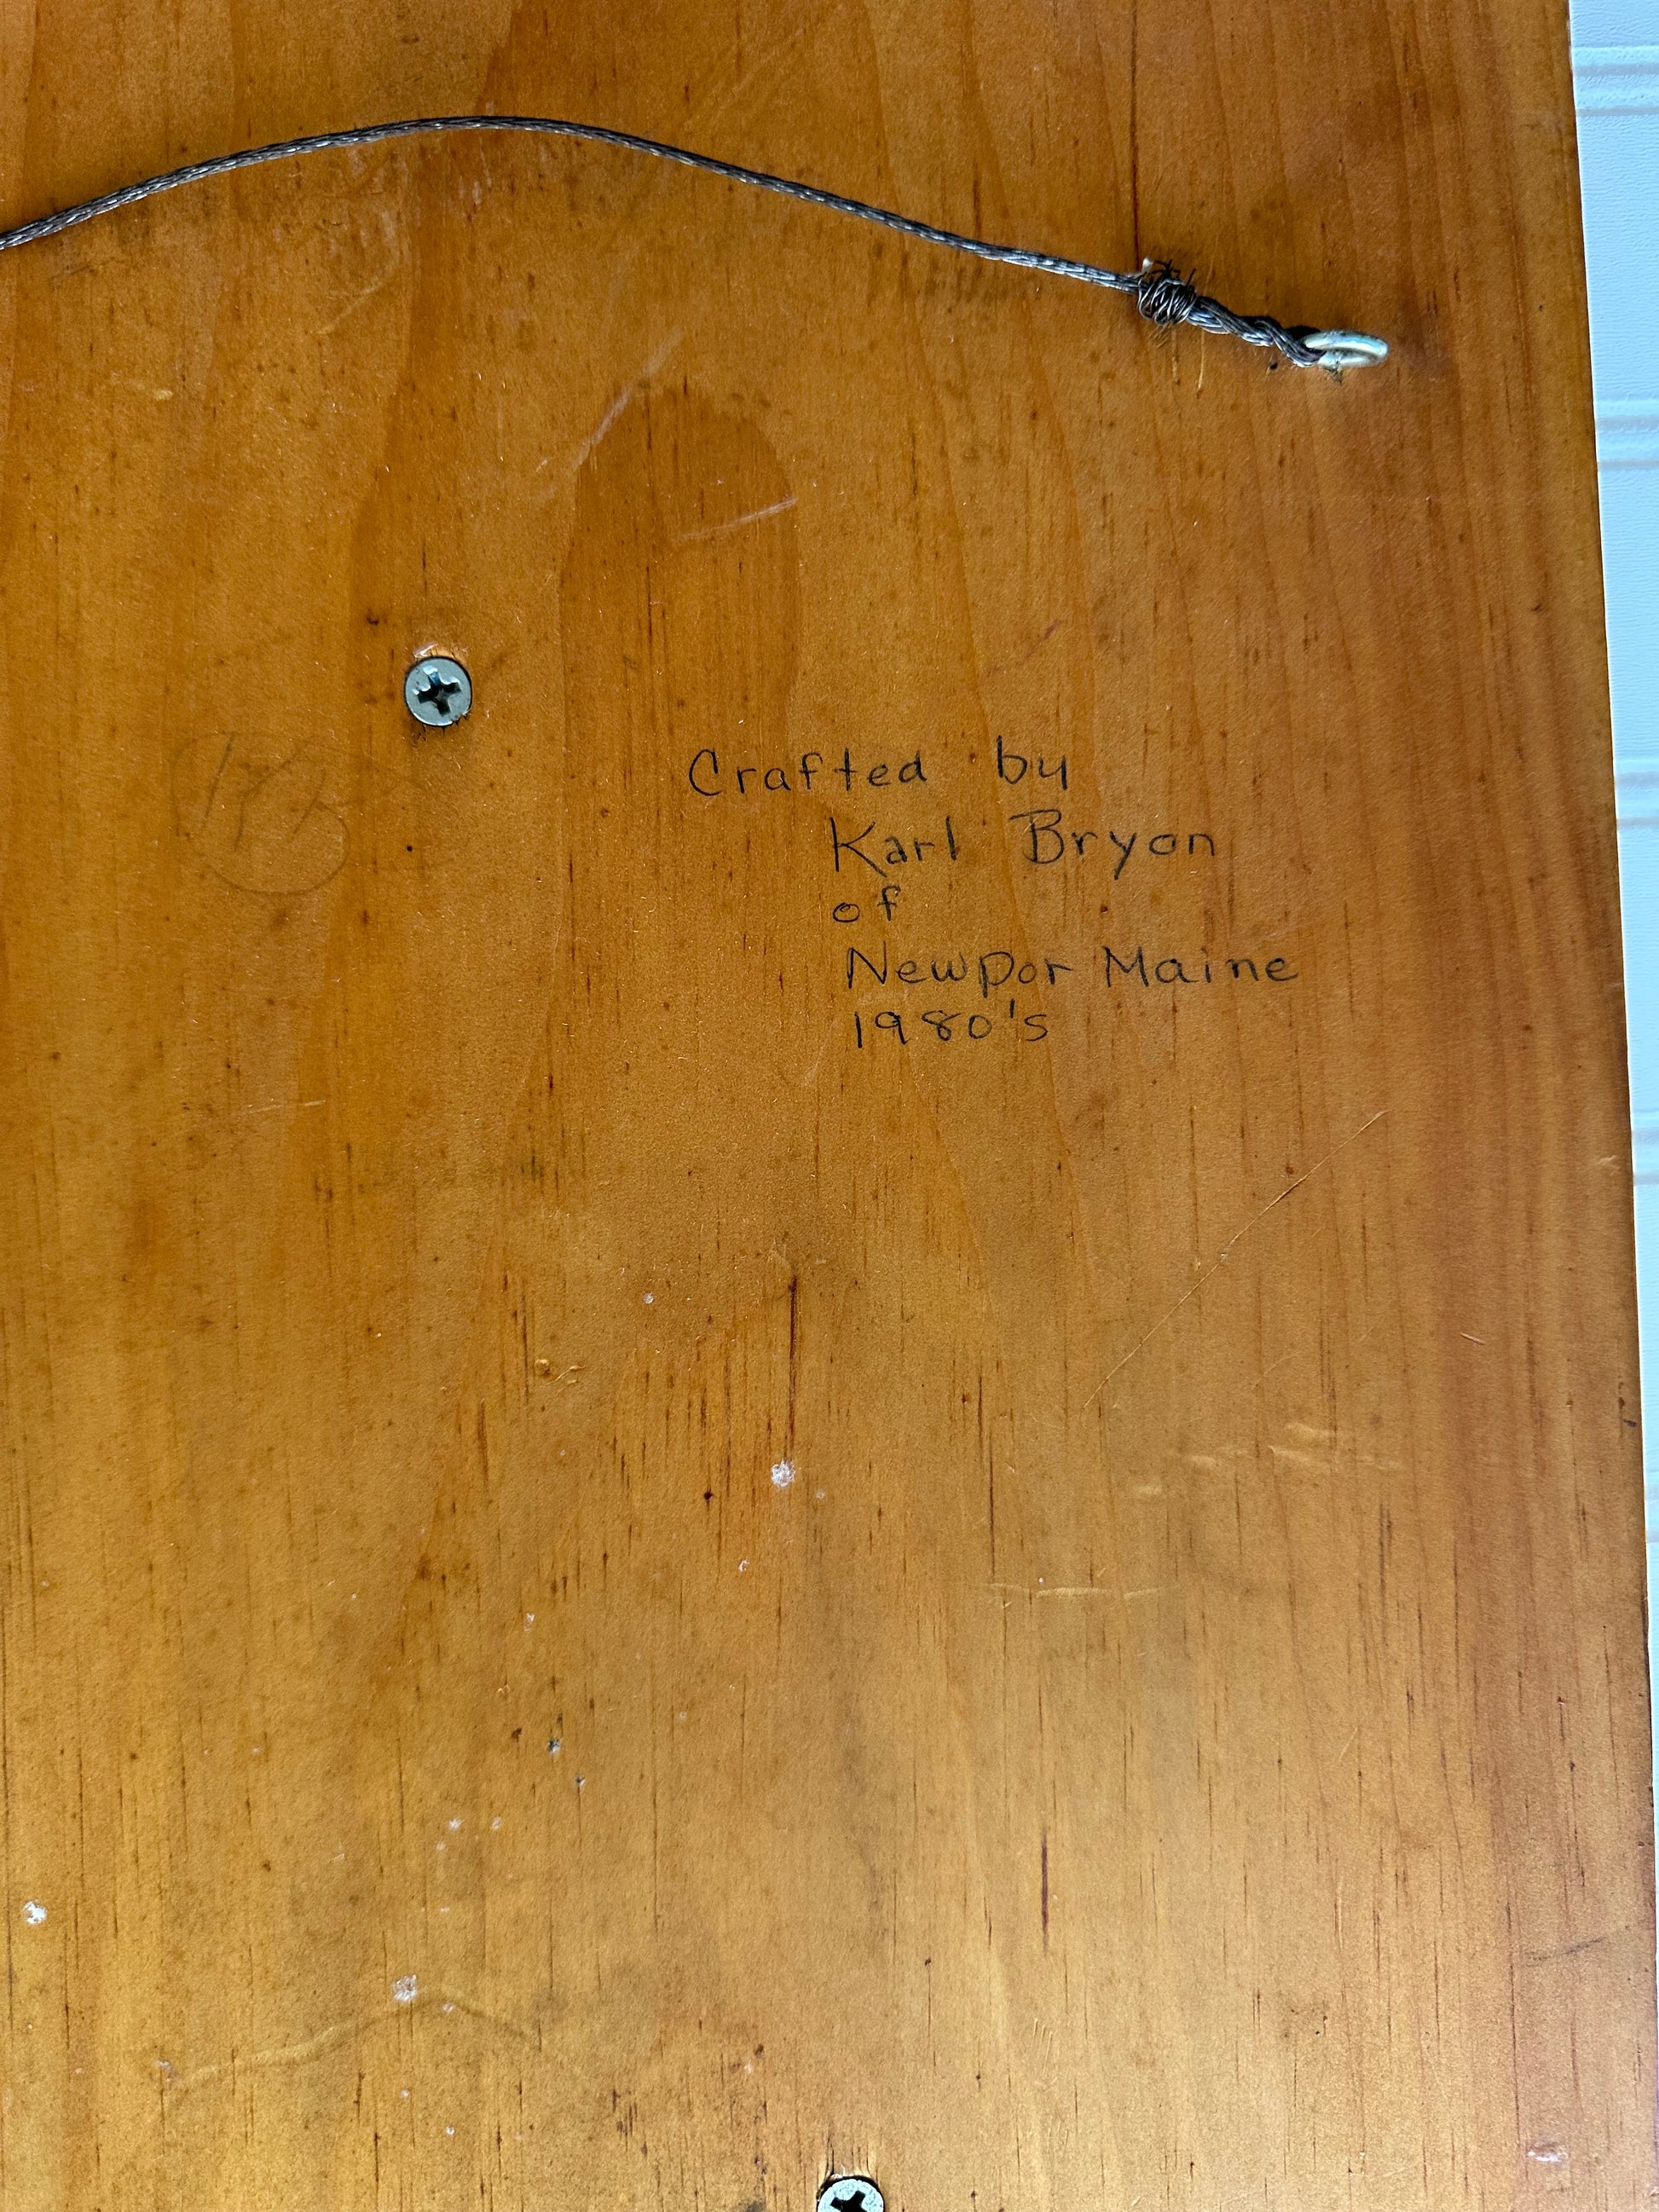 Crafted by
Karl Bryon
of
Newpor Maine
1980's